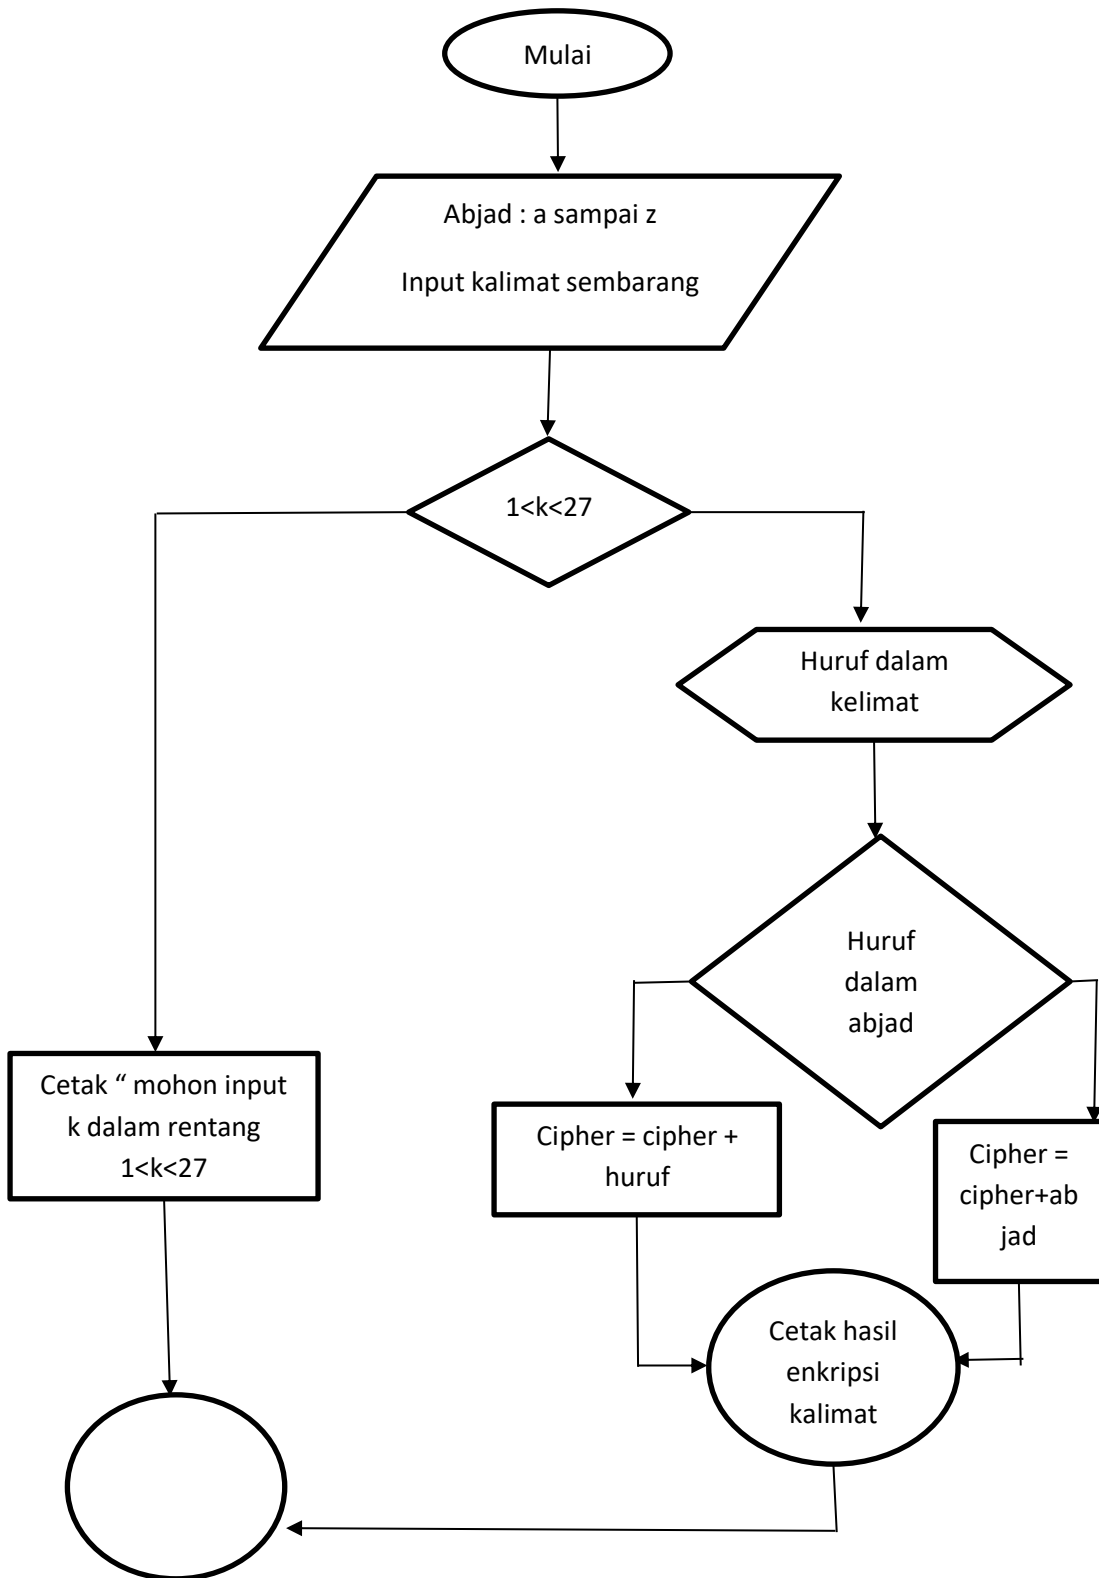 Mulai
Abjad : a sampai z
Input kalimat sembarang
1<k<27
Huruf dalam
kelimat
Huruf
dalam
abjad
Cetak “ mohon input
k dalam rentang
1<k<27
Cipher = cipher +
huruf
Cipher =
cipher+ab
jad
Cetak hasil
enkripsi
kalimat